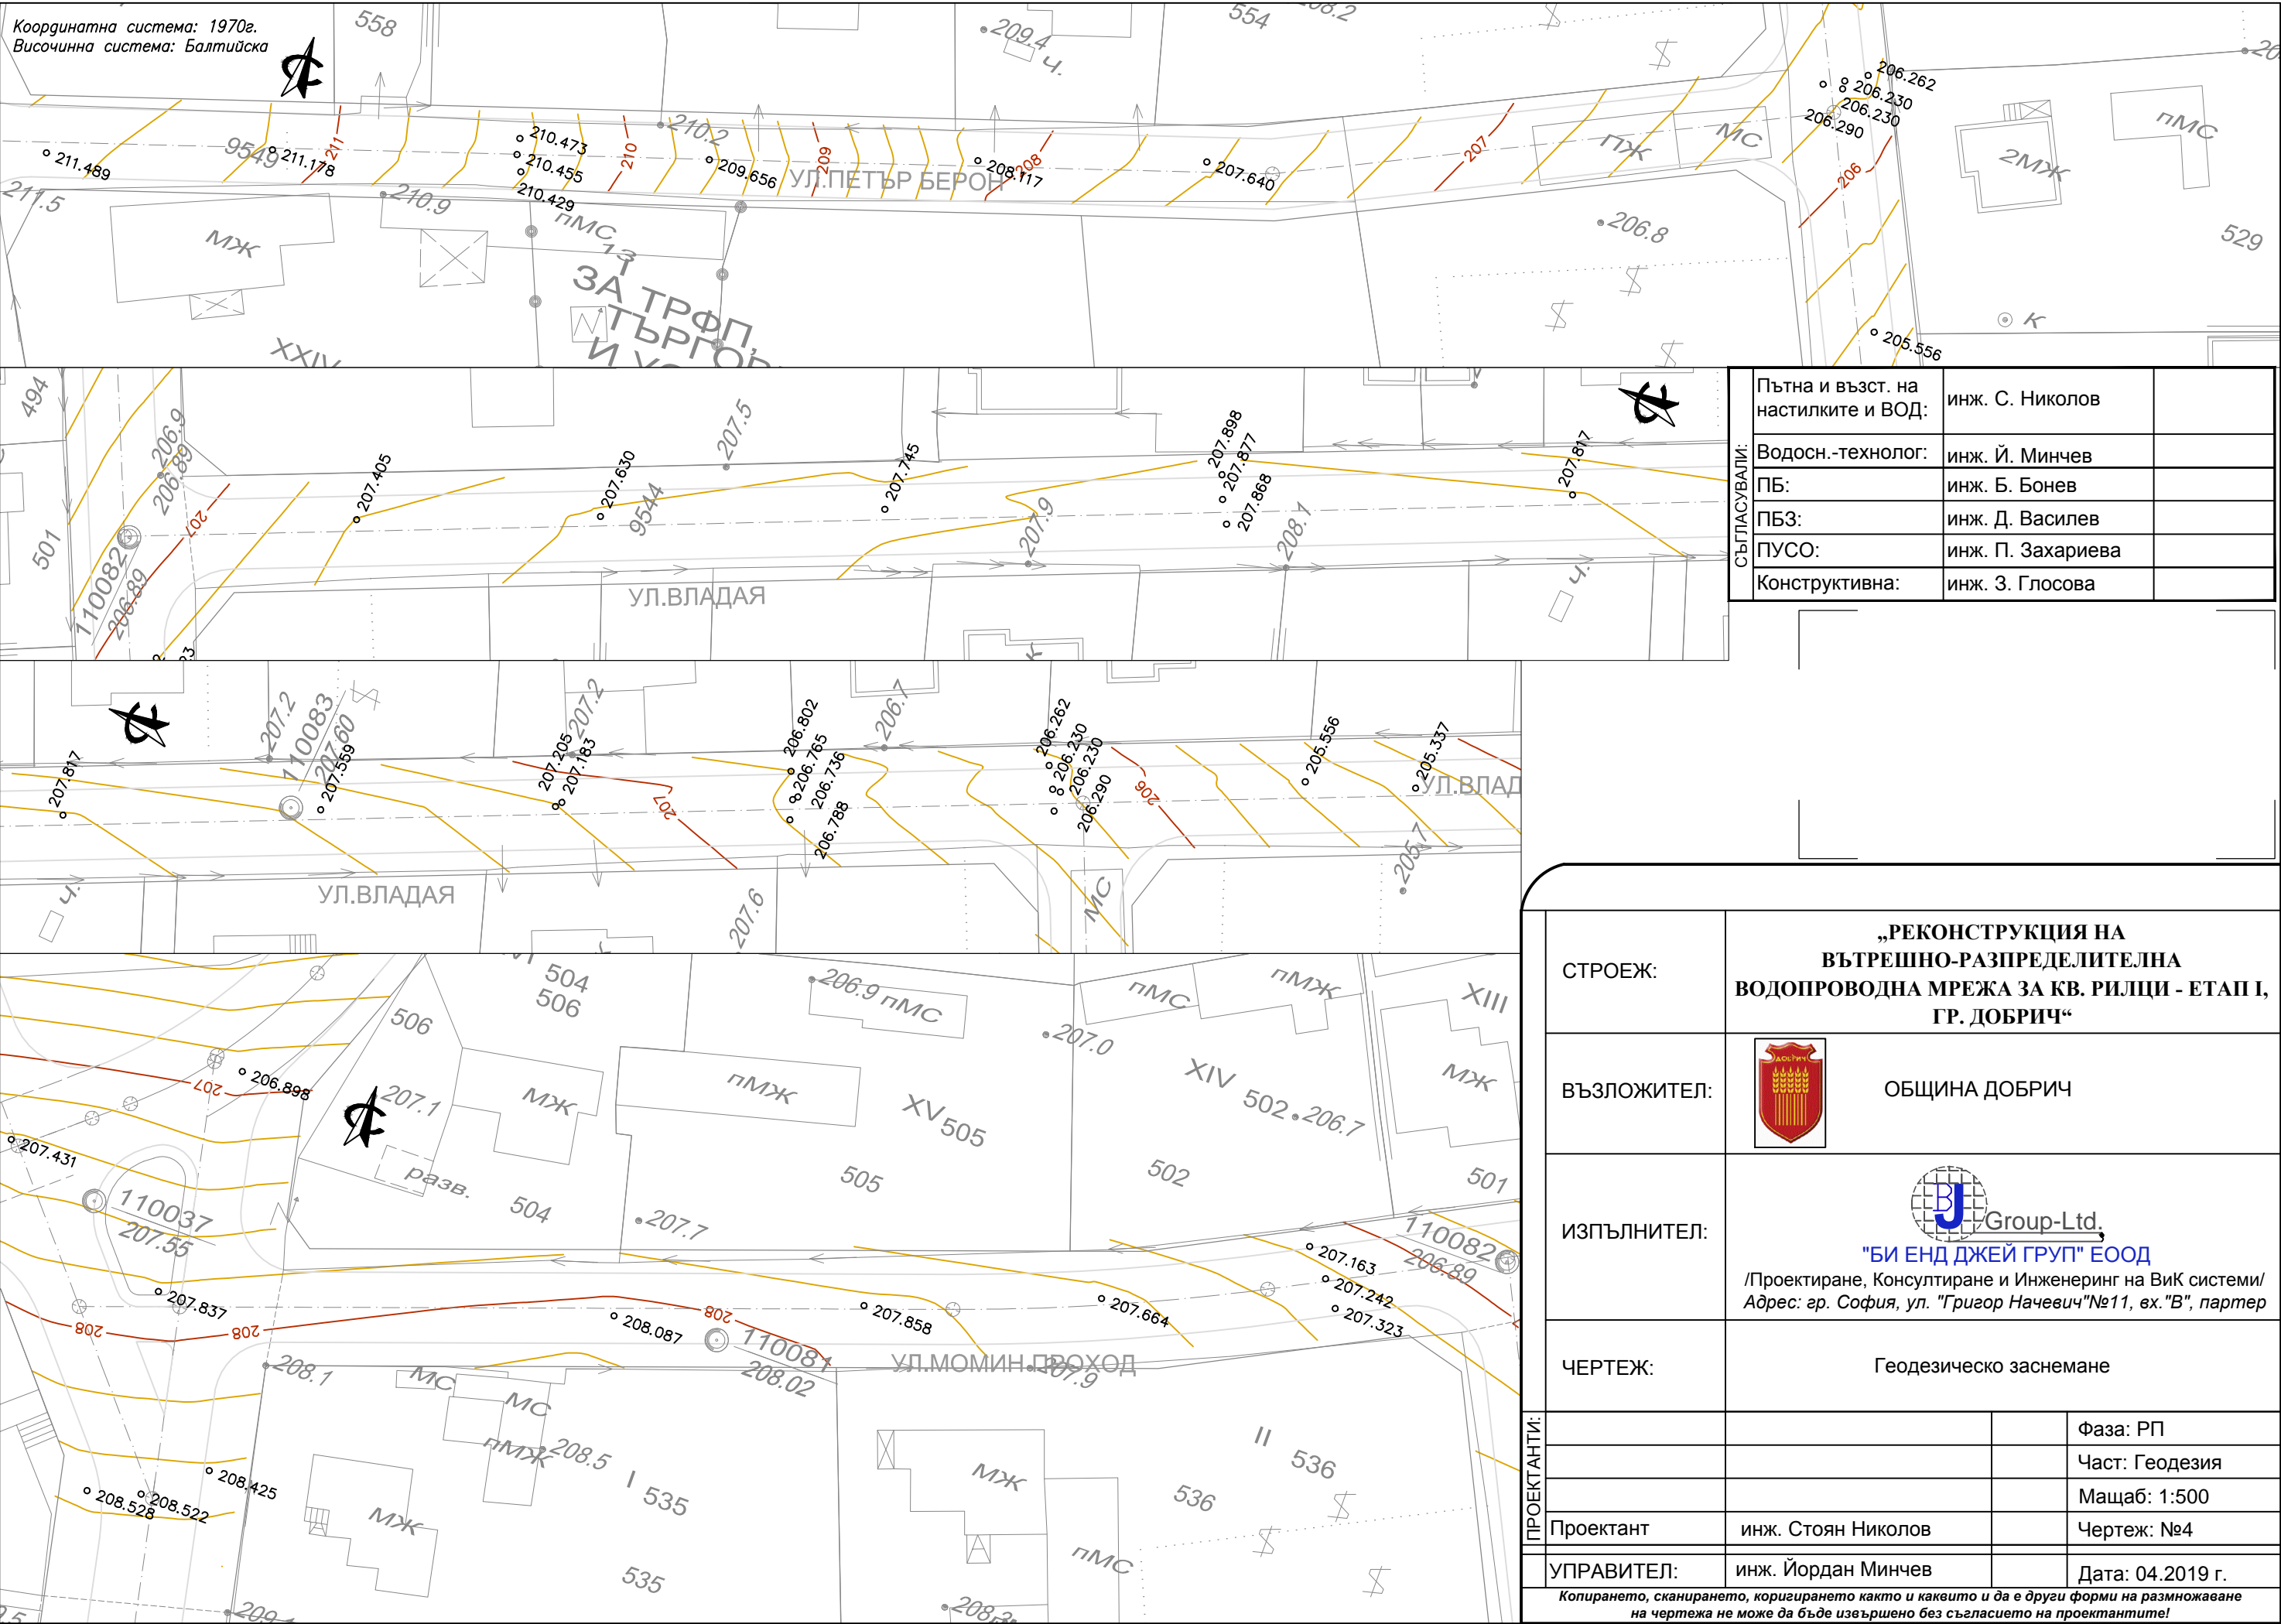 Координатна система: 1970г.
Височинна система: Балтийска
558
209.4
Ч.
554
206.262
206.230
206.230
206.290
пМС
2МЖ
529
211.489
9549
211.178
211
210.473
210.455
210.429
210
210.2
209.656
209
УЛ.ПЕТЪР БЕРОН
208.117
208
207.640
207
ПЖ
МС
206
211.5
210.9
МЖ
пМС
13
I
ЗА ТРФП,
206.8
К
205.556
XXIV
494
206.9
206.89
207.405
207.630
207.5
207.745
207.898
207.877
207.868
207.817
207
9544
207.9
208.1
501
110082
206.89
УЛ.ВЛАДАЯ
Ч.
К
СЪГЛАСУВАЛИ:
Пътна и възст. на
настилките и ВОД:
инж. С. Николов
Водосн.-технолог: инж. Й. Минчев
ПБ: инж. Б. Бонев
ПБЗ: инж. Д. Василев
ПУСО: инж. П. Захариева
Конструктивна: инж. З. Глосова
207.817
207.2
110083
207.60
207.559
207.205
207.183
207.2
207
206.802
206.765
206.736
206.788
206.7
206.262
206.230
206.230
206.290
206
205.556
205.337
УЛ.ВЛАД
205.7
Ч.
УЛ.ВЛАДАЯ
207.6
МС
504
506
506
206.9
пМС
207.0
пМС
пМЖ
XIII
207
206.898
207.1
МЖ
пМЖ
XV
505
XIV
502
206.7
МЖ
207.431
разв.
504
505
502
501
110037
207.55
207.7
110082
206.89
207.163
207.242
207.323
207.837
208
208
208.087
208
207.858
207.664
110081
208.02
УЛ.МОМИН ПРОХОД
207.9
208.1
МС
МС
пМЖ
208.5
I
535
II
536
МЖ
536
208.425
208.528
208.522
МЖ
535
пМС
СТРОЕЖ:
„РЕКОНСТРУКЦИЯ НА
ВЪТРЕШНО-РАЗПРЕДЕЛИТЕЛНА
ВОДОПРОВОДНА МРЕЖА ЗА КВ. РИЛЦИ - ЕТАП I,
ГР. ДОБРИЧ“
ВЪЗЛОЖИТЕЛ:
ДОБРИЧ
ОБЩИНА ДОБРИЧ
ИЗПЪЛНИТЕЛ:
BJ Group-Ltd.
"БИ ЕНД ДЖЕЙ ГРУП" ЕООД
/Проектиране, Консултиране и Инженеринг на ВиК системи/
Адрес: гр. София, ул. "Григор Начевич"№11, вх."В", партер
ЧЕРТЕЖ:
Геодезическо заснемане
ПРОЕКТАНТИ:
Фаза: РП
Част: Геодезия
Мащаб: 1:500
Проектант инж. Стоян Николов Чертеж: №4
УПРАВИТЕЛ: инж. Йордан Минчев Дата: 04.2019 г.
Копирането, сканирането, коригирането както и каквито и да е други форми на размножаване
на чертежа не може да бъде извършено без съгласието на проектантите!